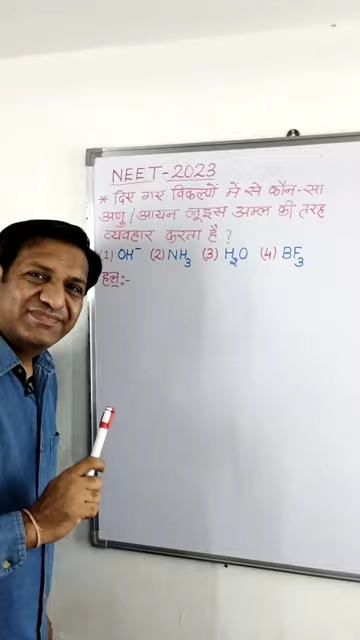 NEET-2023
* दिए गए विकल्पों में से कौन-सा
अणु/आयन लूइस अम्ल की तरह
व्यवहार करता है?
(1) OH⁻ (2) NH₃ (3) H₂O (4) BF₃
हल:-